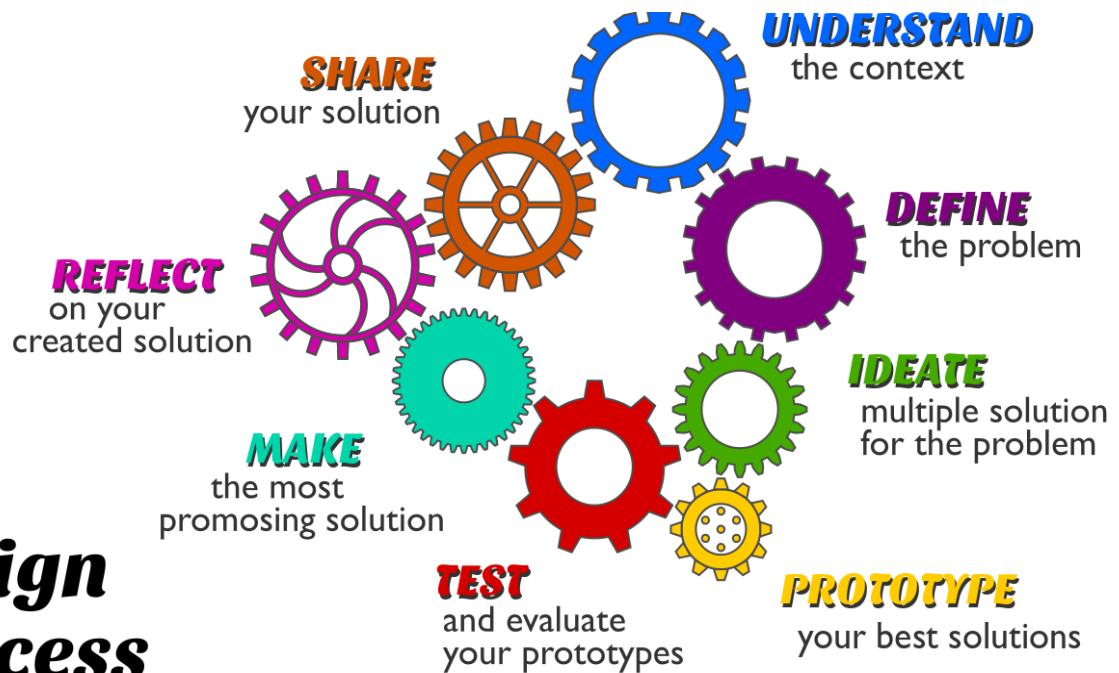 UNDERSTAND
the context
DEFINE
the problem
IDEATE
multiple solution
for the problem
PROTOTYPE
your best solutions
TEST
and evaluate
your prototypes
MAKE
the most
promosing solution
REFLECT
on your
created solution
SHARE
your solution
ign
cess